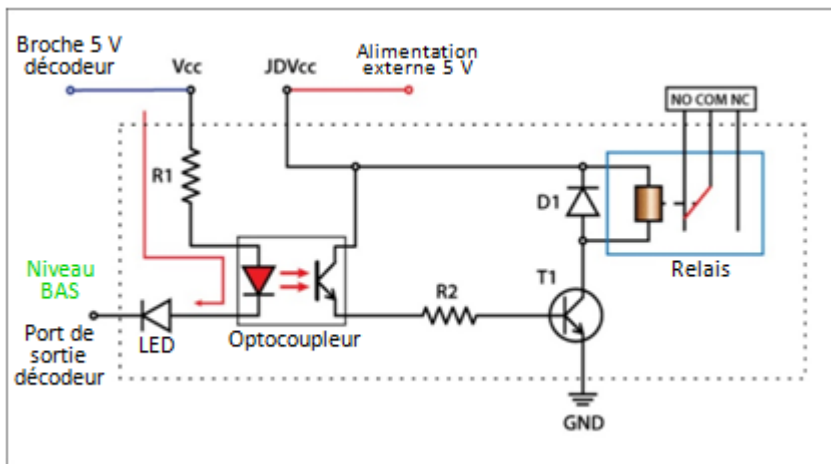 Broche 5 V
décodeur
Vcc
JDVcc
Alimentation
externe 5 V
NO COM NC
R1
D1
Relais
Niveau
BAS
T1
R2
LED
Optocoupleur
Port de
sortie
décodeur
GND